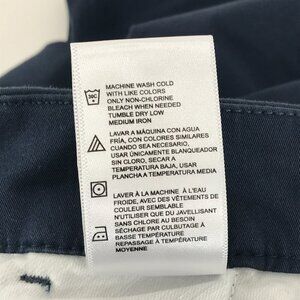 30C
MACHINE WASH COLD
WITH LIKE COLORS
ONLY NON-CHLORINE
BLEACH WHEN NEEDED
TUMBLE DRY LOW
MEDIUM IRON
LAVAR A MÁQUINA CON AGUA
FRÍA, CON COLORES SIMILARES
CUANDO SEA NECESARIO,
USAR ÚNICAMENTE BLANQUEADOR
SIN CLORO, SECAR A
TEMPERATURA BAJA, USAR
PLANCHA A TEMPERATURA MEDIA
LAVER À LA MACHINE À L'EAU
FROIDE, AVEC DES VÊTEMENTS DE
COULEUR SEMBLABLE
N'UTILISER QUE DU JAVELLISANT
SANS CHLORE AU BESOIN
SÉCHAGE PAR CULBUTAGE À
BASSE TEMPÉRATURE
REPASSAGE À TEMPÉRATURE
MOYENNE